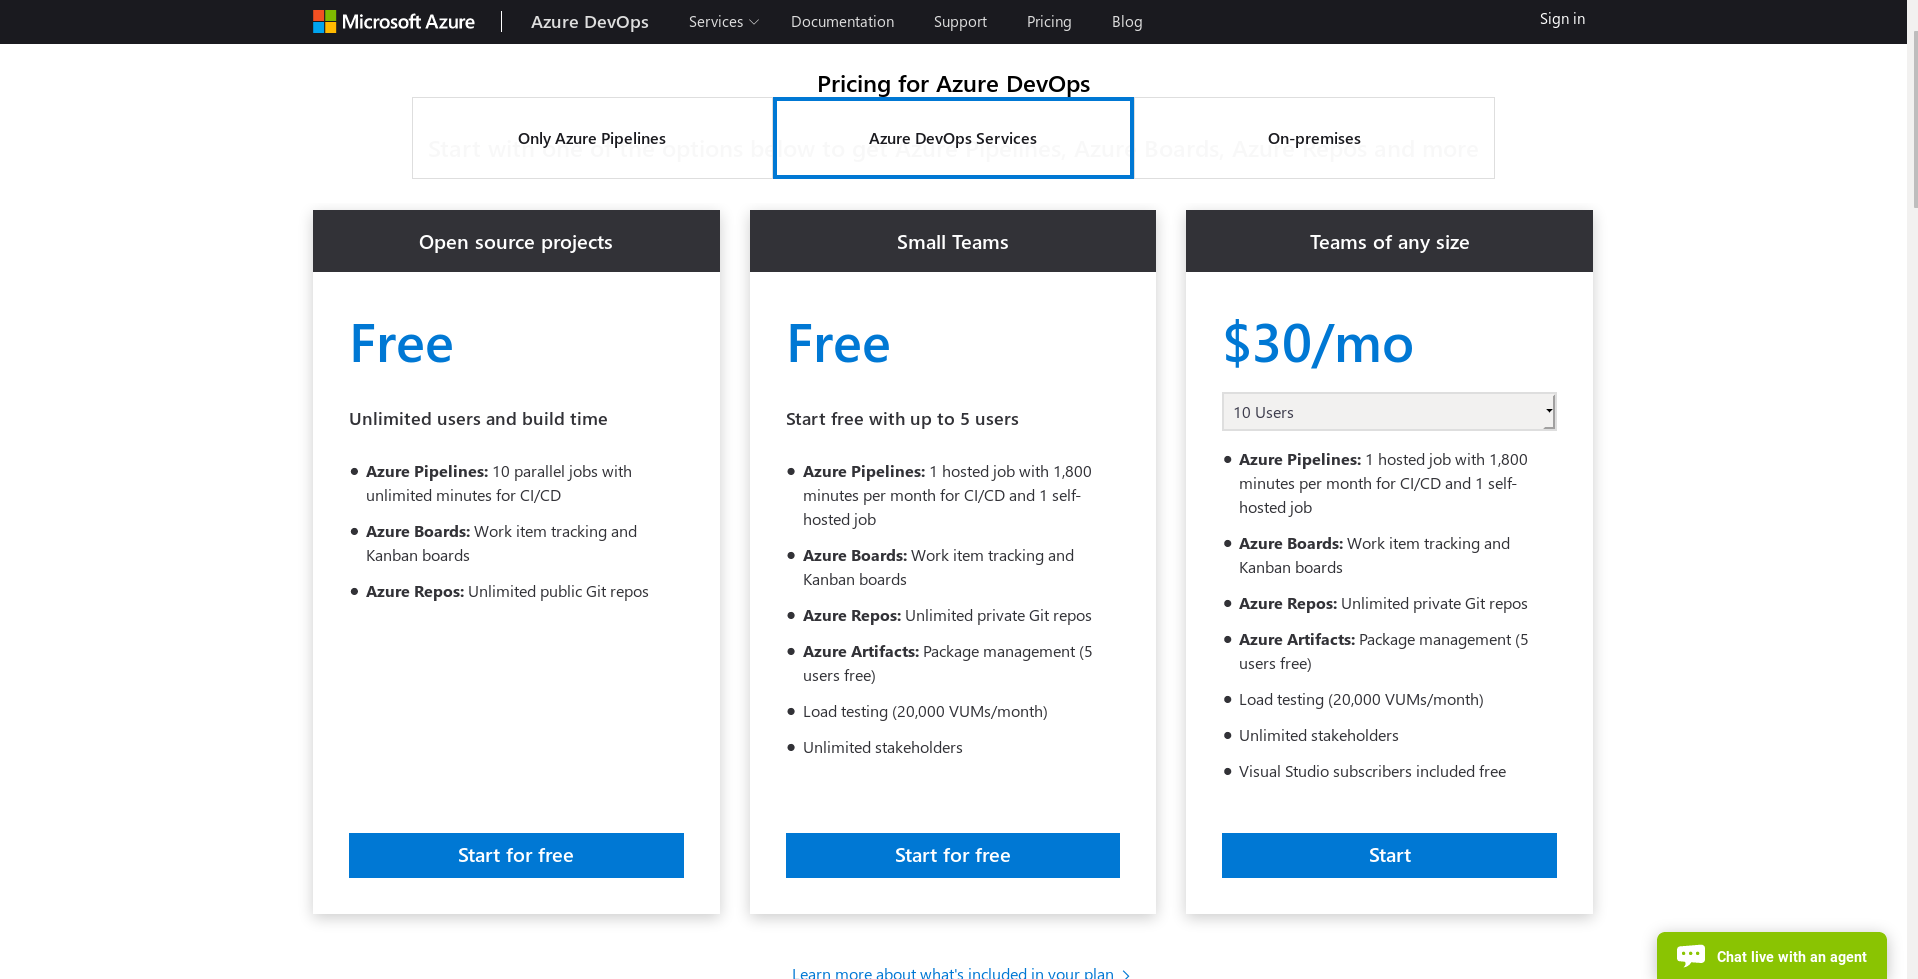 Microsoft Azure
Azure DevOps
Services
Documentation
Support
Pricing
Blog
Sign in
Pricing for Azure DevOps
Start with one of the options below to get Azure Pipelines, Azure Boards, Azure Repos and more
Only Azure Pipelines
Azure DevOps Services
On-premises
Open source projects
Free
Unlimited users and build time
Azure Pipelines: 10 parallel jobs with
unlimited minutes for CI/CD
Azure Boards: Work item tracking and
Kanban boards
Azure Repos: Unlimited public Git repos
Start for free
Small Teams
Free
Start free with up to 5 users
Azure Pipelines: 1 hosted job with 1,800
minutes per month for CI/CD and 1 self-
hosted job
Azure Boards: Work item tracking and
Kanban boards
Azure Repos: Unlimited private Git repos
Azure Artifacts: Package management (5
users free)
Load testing (20,000 VUMs/month)
Unlimited stakeholders
Start for free
Teams of any size
$30/mo
10 Users
Azure Pipelines: 1 hosted job with 1,800
minutes per month for CI/CD and 1 self-
hosted job
Azure Boards: Work item tracking and
Kanban boards
Azure Repos: Unlimited private Git repos
Azure Artifacts: Package management (5
users free)
Load testing (20,000 VUMs/month)
Unlimited stakeholders
Visual Studio subscribers included free
Start
Learn more about what's included in your plan
Chat live with an agent